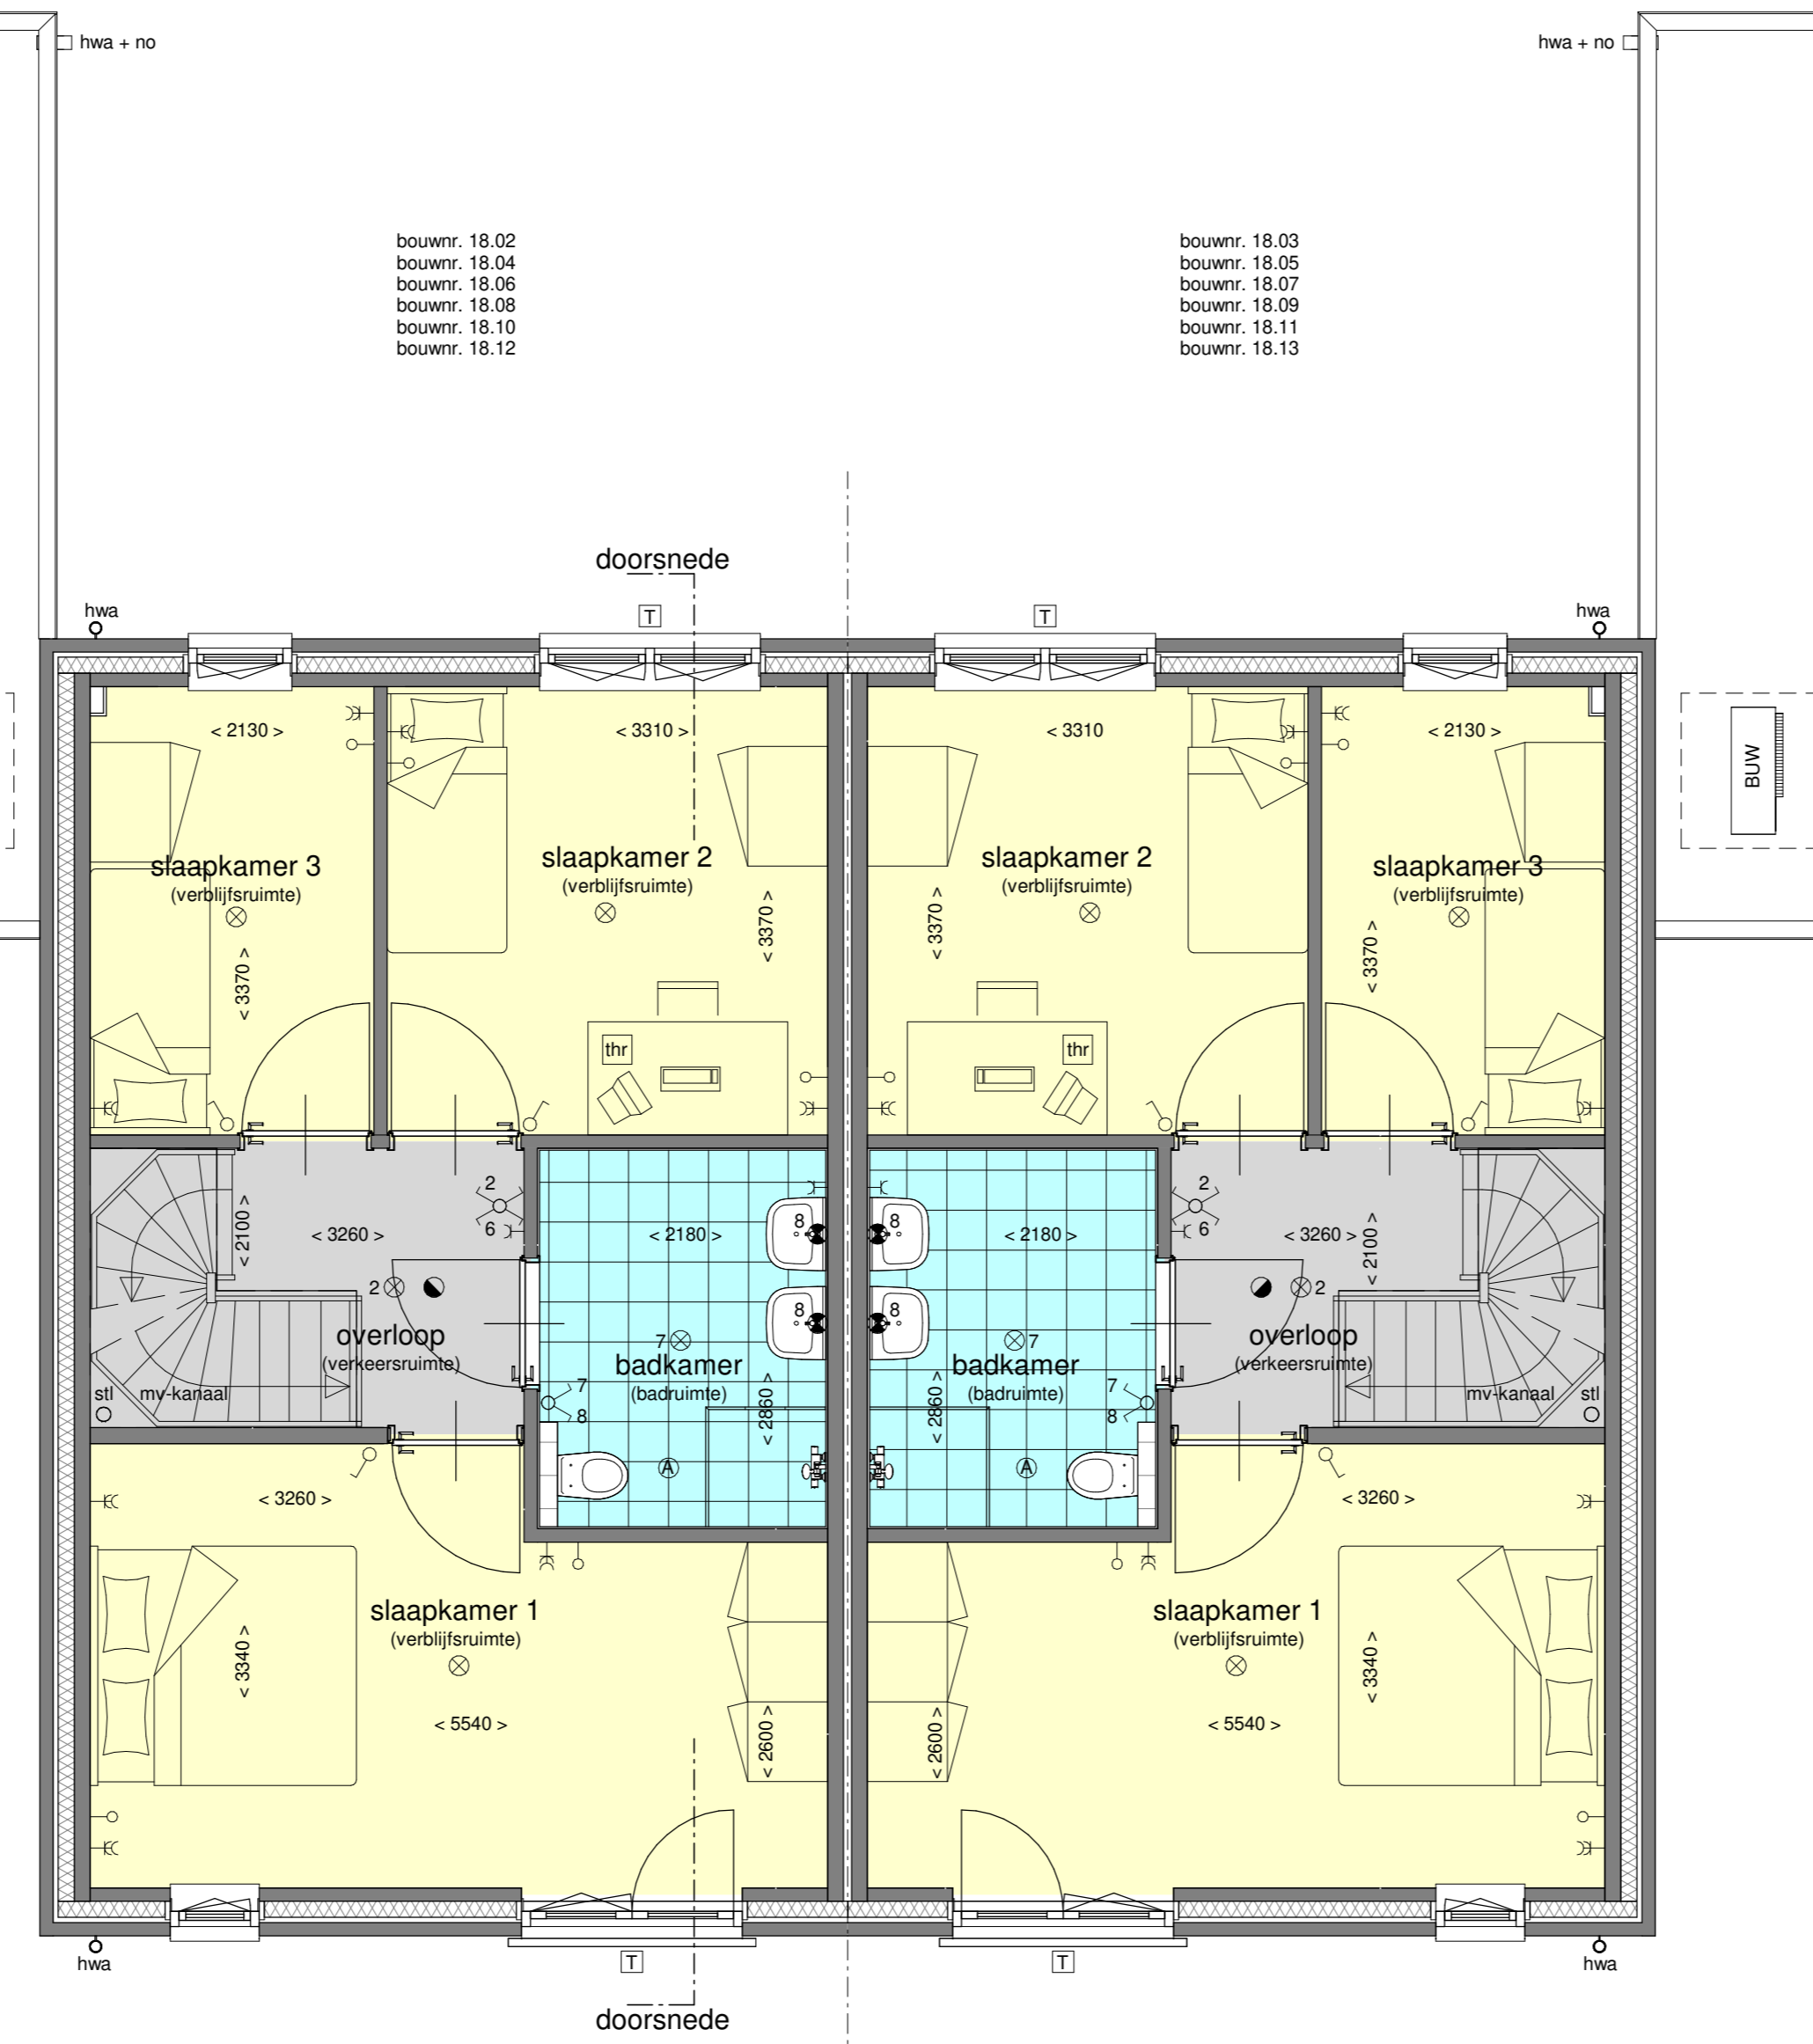 hwa + no
hwa + no
bouwnr. 18.02
bouwnr. 18.04
bouwnr. 18.06
bouwnr. 18.08
bouwnr. 18.10
bouwnr. 18.12
bouwnr. 18.03
bouwnr. 18.05
bouwnr. 18.07
bouwnr. 18.09
bouwnr. 18.11
bouwnr. 18.13
doorsnede
hwa
T
T
hwa
< 2130 >
< 3310 >
< 3310
< 2130 >
BUW
slaapkamer 3
(verblijfsruimte)
< 3370 >
slaapkamer 2
(verblijfsruimte)
< 3370 >
slaapkamer 2
(verblijfsruimte)
< 3370 >
slaapkamer 3
(verblijfsruimte)
< 3370 >
thr
thr
< 2100 >
< 3260 >
2
6
< 2180 >
8
8
< 2180 >
2
6
< 3260 >
< 2100 >
2
overloop
(verkeersruimte)
7
8
badkamer
(badruimte)
8
7
badkamer
(badruimte)
2
overloop
(verkeersruimte)
stl
mv-kanaal
7
8
< 2860 >
< 2860 >
7
8
mv-kanaal
stl
A
A
< 3260 >
< 3260 >
slaapkamer 1
(verblijfsruimte)
< 3340 >
< 5540 >
< 2600 >
slaapkamer 1
(verblijfsruimte)
< 3340 >
< 5540 >
< 2600 >
hwa
T
T
hwa
doorsnede